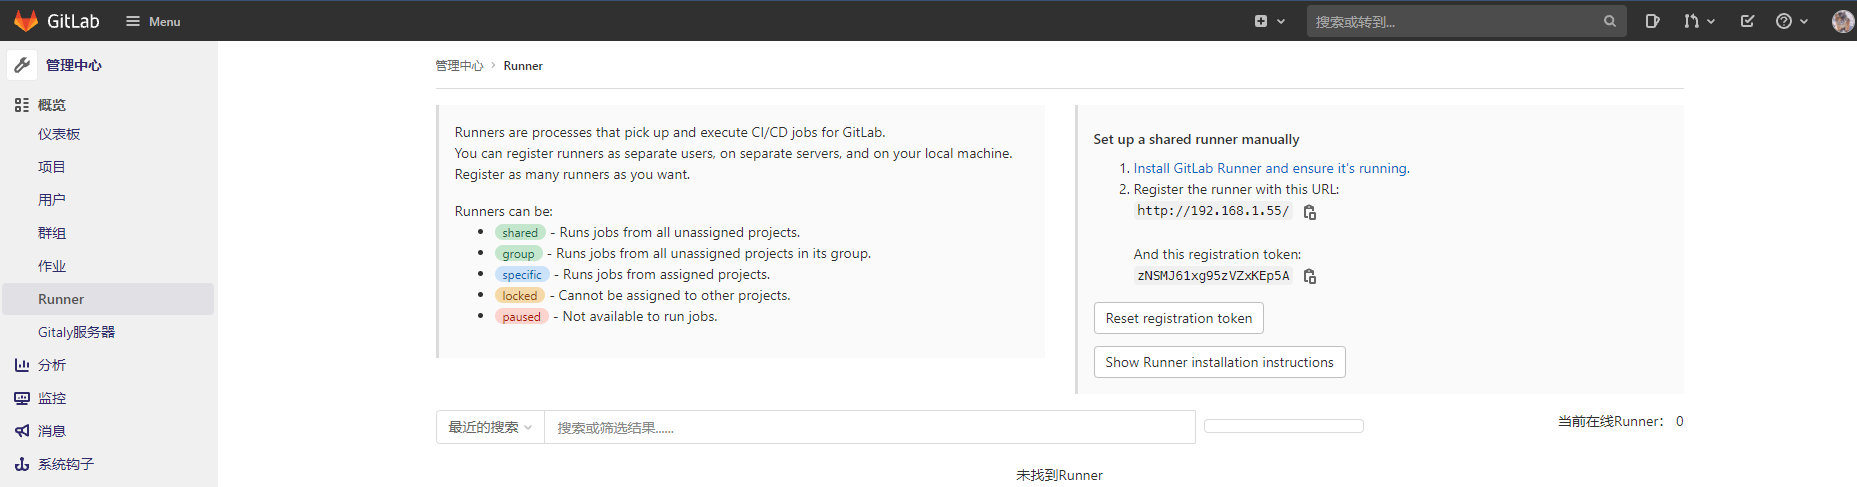 GitLab
Menu
搜索或转到...
管理中心
概览
仪表板
项目
用户
群组
作业
Runner
Gitaly服务器
分析
监控
消息
系统钩子
管理中心 › Runner
Runners are processes that pick up and execute CI/CD jobs for GitLab.
You can register runners as separate users, on separate servers, and on your local machine.
Register as many runners as you want.
Runners can be:
shared - Runs jobs from all unassigned projects.
group - Runs jobs from all unassigned projects in its group.
specific - Runs jobs from assigned projects.
locked - Cannot be assigned to other projects.
paused - Not available to run jobs.
Set up a shared runner manually
1. Install GitLab Runner and ensure it's running.
2. Register the runner with this URL:
http://192.168.1.55/
And this registration token:
zNSMJ61xg95zVZxKEp5A
Reset registration token
Show Runner installation instructions
最近的搜索
搜索或筛选结果......
当前在线Runner： 0
未找到Runner